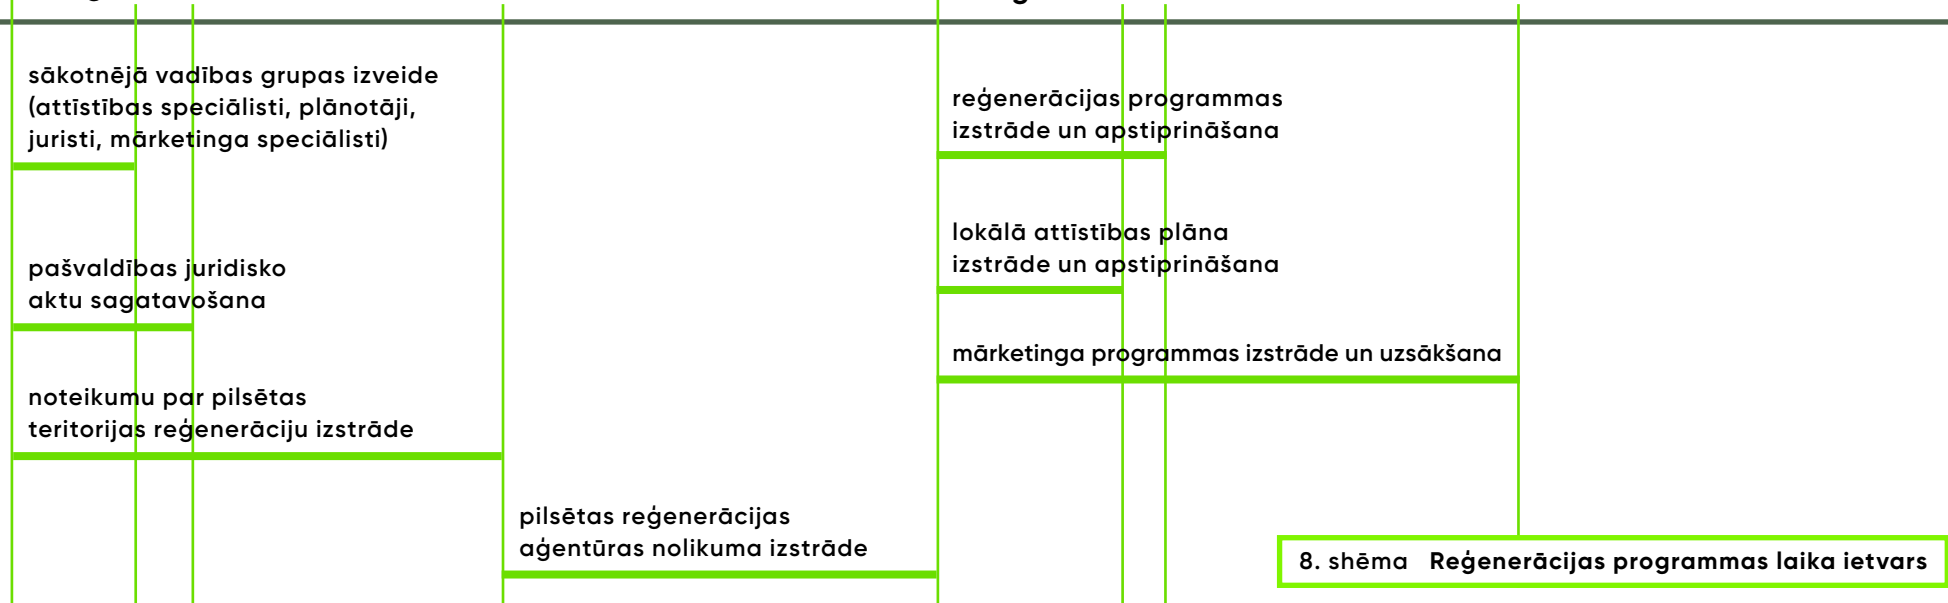 sākotnējā vadības grupas izveide
(attīstības speciālisti, plānotāji,
juristi, mārketinga speciālisti)
pašvaldības juridisko
aktu sagatavošana
noteikumu par pilsētas
teritorijas reģenerāciju izstrāde
pilsētas reģenerācijas
aģentūras nolikuma izstrāde
reģenerācijas programmas
izstrāde un apstiprināšana
lokālā attīstības plāna
izstrāde un apstiprināšana
mārketinga programmas izstrāde un uzsākšana
8. shēma Reģenerācijas programmas laika ietvars